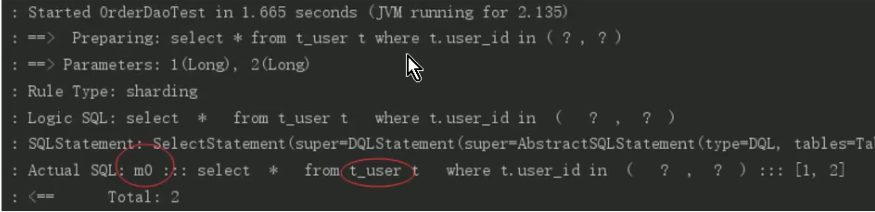 : Started OrderDaoTest in 1.665 seconds (JVM running for 2.135)
: ==>  Preparing: select * from t_user t where t.user_id in ( ? , ? )
: ==> Parameters: 1(Long), 2(Long)
: Rule Type: sharding
: Logic SQL: select  *   from t_user t   where t.user_id in  (   ?  ,  ?  )
: SQLStatement: SelectStatement(super=DQLStatement(super=AbstractSQLStatement(type=DQL, tables=Ta
: Actual SQL: m0 ::: select  *   from t_user t   where t.user_id in  (   ?  ,  ? ) ::: [1, 2]
: <==      Total: 2